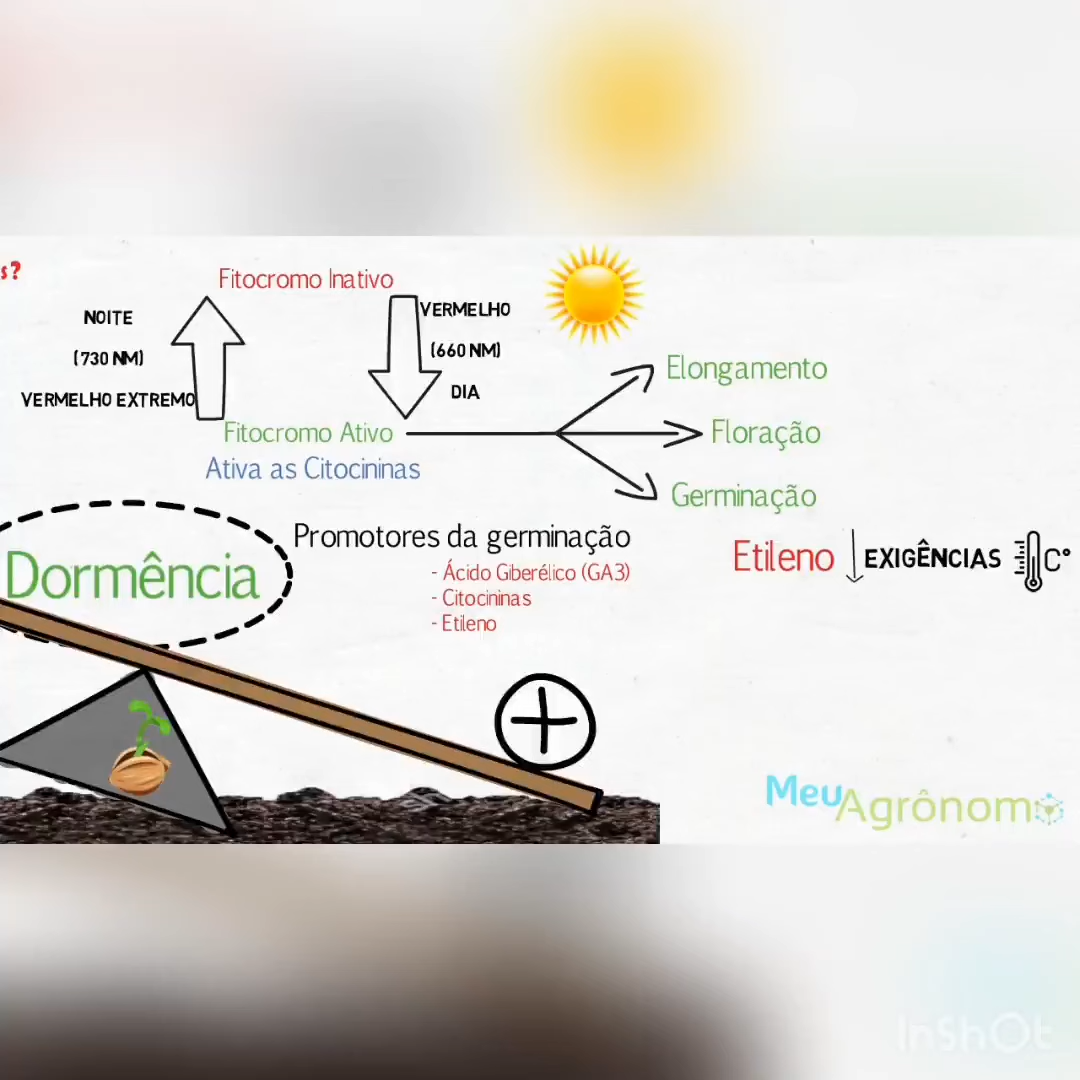 s?
Fitocromo Inativo
NOITE
(730 NM)
VERMELHO EXTREMO
VERMELHO
(660 NM)
DIA
Fitocromo Ativo
Ativa as Citocininas
Elongamento
Floração
Germinação
Dormência
Promotores da germinação
- Ácido Giberélico (GA3)
- Citocininas
- Etileno
Etileno
EXIGÊNCIAS
C°
MeuAgrônomo
InShOt